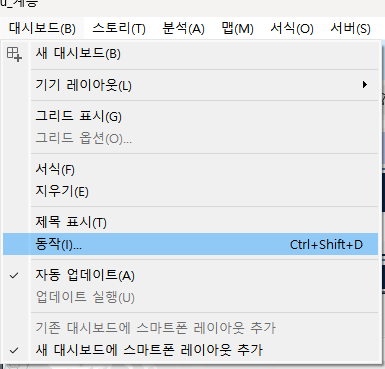 대시보드(B) 스토리(T) 분석(A) 맵(M) 서식(O) 서버(S)
새 대시보드(B)
기기 레이아웃(L)
그리드 표시(G)
그리드 옵션(O)...
서식(F)
지우기(E)
제목 표시(T)
동작(I)... Ctrl+Shift+D
자동 업데이트(A)
업데이트 실행(U)
기존 대시보드에 스마트폰 레이아웃 추가
새 대시보드에 스마트폰 레이아웃 추가